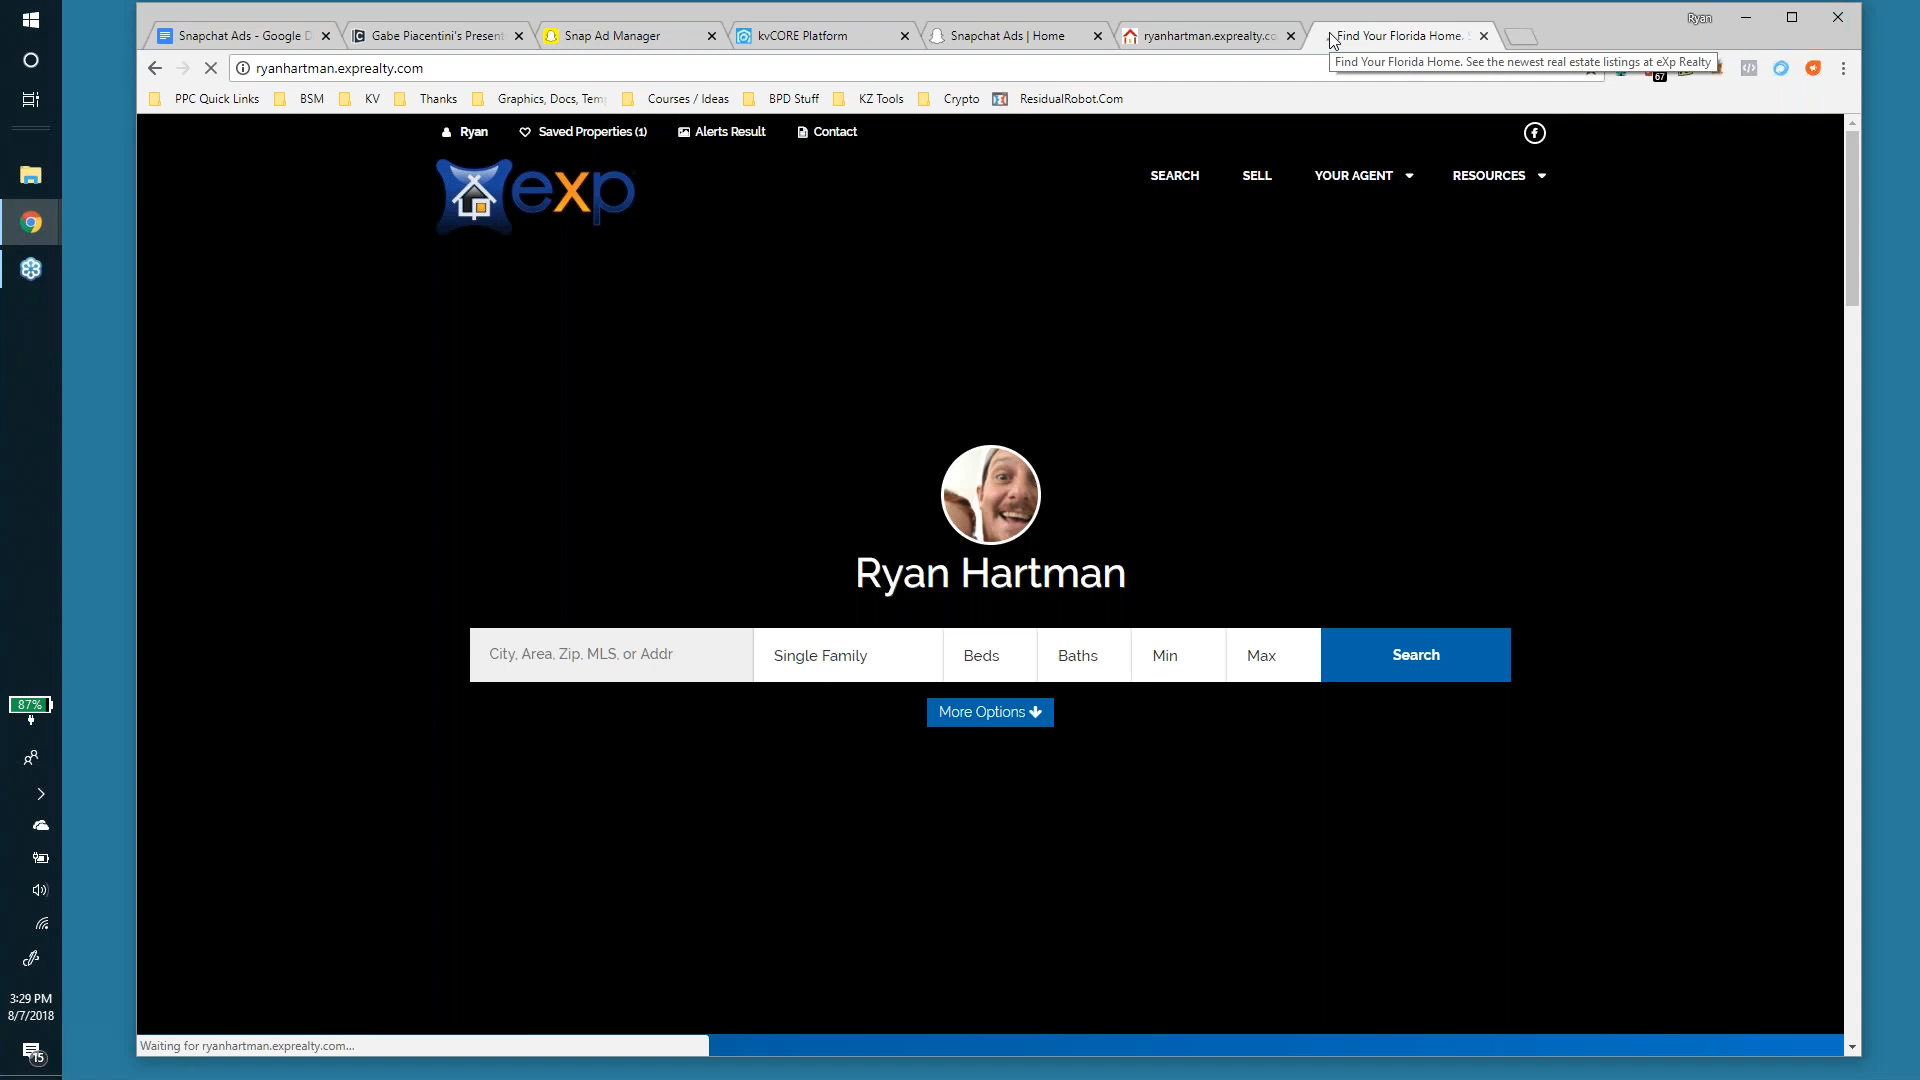 Snapchat Ads - Google D
Gabe Piacentini's Present
Snap Ad Manager
kvCORE Platform
Snapchat Ads | Home
ryanhartman.exprealty.co
Find Your Florida Home.
Ryan
ryanhartman.exprealty.com
Find Your Florida Home. See the newest real estate listings at eXp Realty
67
PPC Quick Links
BSM
KV
Thanks
Graphics, Docs, Tem
Courses / Ideas
BPD Stuff
KZ Tools
Crypto
ResidualRobot.Com
Ryan
Saved Properties (1)
Alerts Result
Contact
exp
SEARCH
SELL
YOUR AGENT
RESOURCES
Ryan Hartman
City, Area, Zip, MLS, or Addr
Single Family
Beds
Baths
Min
Max
Search
More Options
87%
3:29 PM
8/7/2018
15
Waiting for ryanhartman.exprealty.com...